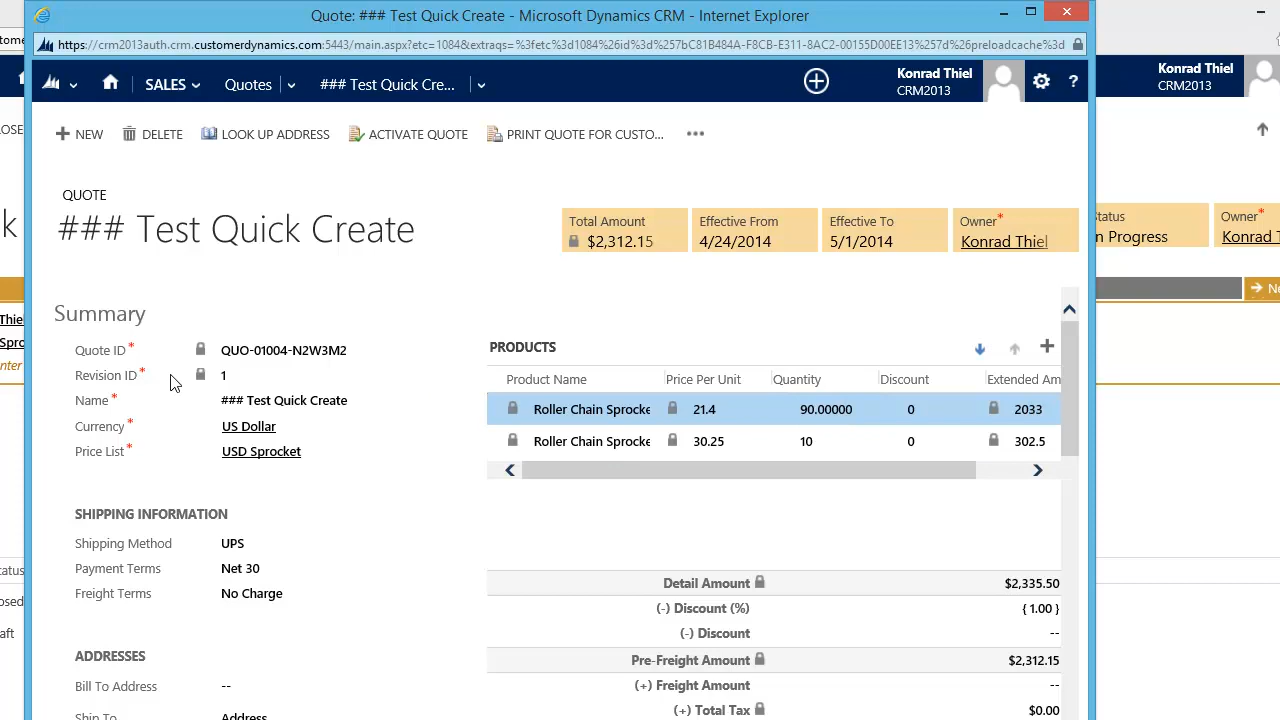 Quote: ### Test Quick Create - Microsoft Dynamics CRM - Internet Explorer
https://crm2013auth.crm.customerdynamics.com:5443/main.aspx?etc=1084&extraqs=%3fetc%3d1084%26id%3d%257bC81B484A-F8CB-E311-8AC2-00155D00EE13%257d%26preloadcache%3d
SALES Quotes ### Test Quick Cre... Konrad Thiel
CRM2013
?
Konrad Thiel
CRM2013
NEW DELETE LOOK UP ADDRESS ACTIVATE QUOTE PRINT QUOTE FOR CUSTO... •••
QUOTE
### Test Quick Create
Total Amount
$2,312.15
Effective From
4/24/2014
Effective To
5/1/2014
Owner*
Konrad Thiel
Status
In Progress
Owner*
Konrad T
Summary
Quote ID* QUO-01004-N2W3M2
Revision ID* 1
Name* ### Test Quick Create
Currency* US Dollar
Price List* USD Sprocket
PRODUCTS
Product Name Price Per Unit Quantity Discount Extended Am
Roller Chain Sprocke 21.4 90.00000 0 2033
Roller Chain Sprocke 30.25 10 0 302.5
SHIPPING INFORMATION
Shipping Method UPS
Payment Terms Net 30
Freight Terms No Charge
Detail Amount $2,335.50
(-) Discount (%) { 1.00 }
(-) Discount --
Pre-Freight Amount $2,312.15
(+) Freight Amount --
(+) Total Tax $0.00
ADDRESSES
Bill To Address --
Ship To Address